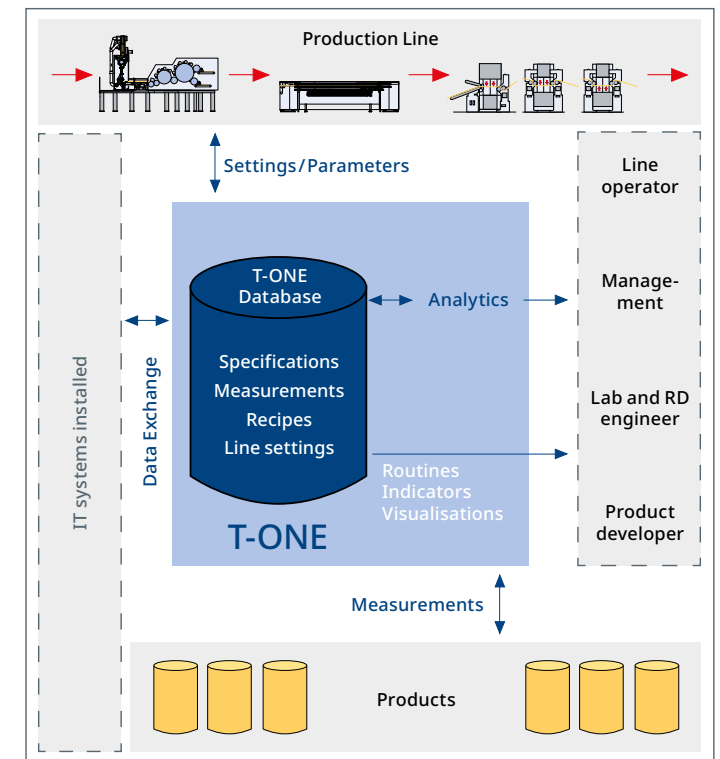 Production Line
Settings/Parameters
Line
operator
T-ONE
Database
Analytics
Manage-
ment
Specifications
Measurements
Recipes
Line settings
IT systems installed
Data Exchange
Lab and RD
engineer
Routines
Indicators
Visualisations
T-ONE
Product
developer
Measurements
Products